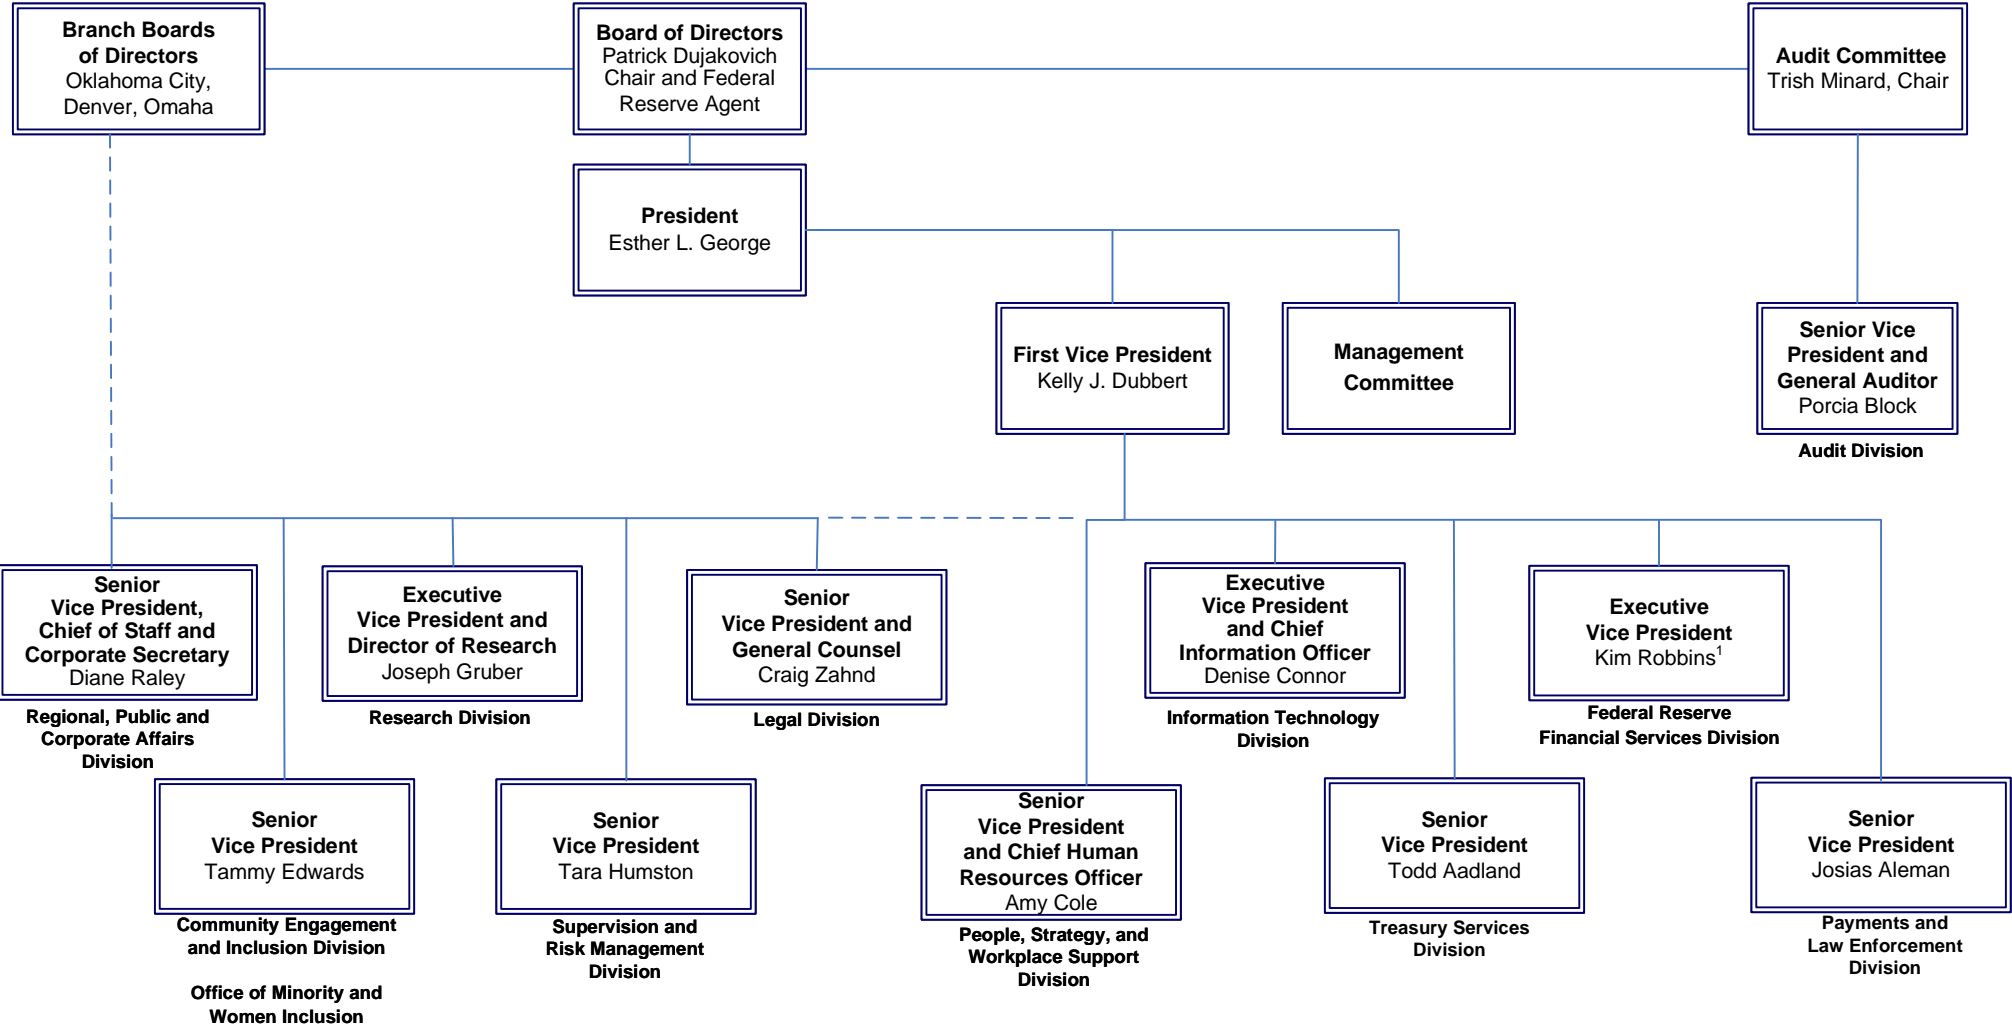 Branch Boards
of Directors
Oklahoma City,
Denver, Omaha
Board of Directors
Patrick Dujakovich
Chair and Federal
Reserve Agent
Audit Committee
Trish Minard, Chair
President
Esther L. George
First Vice President
Kelly J. Dubbert
Management
Committee
Senior Vice
President and
General Auditor
Porcia Block
Audit Division
Senior
Vice President,
Chief of Staff and
Corporate Secretary
Diane Raley
Regional, Public and
Corporate Affairs
Division
Executive
Vice President and
Director of Research
Joseph Gruber
Research Division
Senior
Vice President and
General Counsel
Craig Zahnd
Legal Division
Executive
Vice President
and Chief
Information Officer
Denise Connor
Information Technology
Division
Executive
Vice President
Kim Robbins¹
Federal Reserve
Financial Services Division
Senior
Vice President
Tammy Edwards
Community Engagement
and Inclusion Division
Office of Minority and
Women Inclusion
Senior
Vice President
Tara Humston
Supervision and
Risk Management
Division
Senior
Vice President
and Chief Human
Resources Officer
Amy Cole
People, Strategy, and
Workplace Support
Division
Senior
Vice President
Todd Aadland
Treasury Services
Division
Senior
Vice President
Josias Aleman
Payments and
Law Enforcement
Division